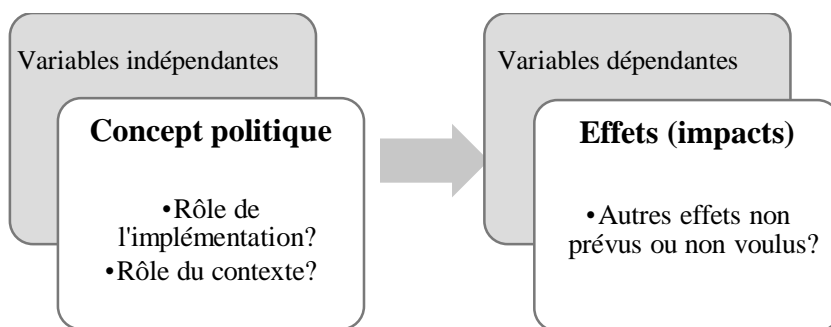 Variables indépendantes
Concept politique
•Rôle de
l'implémentation?
•Rôle du contexte?
Variables dépendantes
Effets (impacts)
•Autres effets non
prévus ou non voulus?